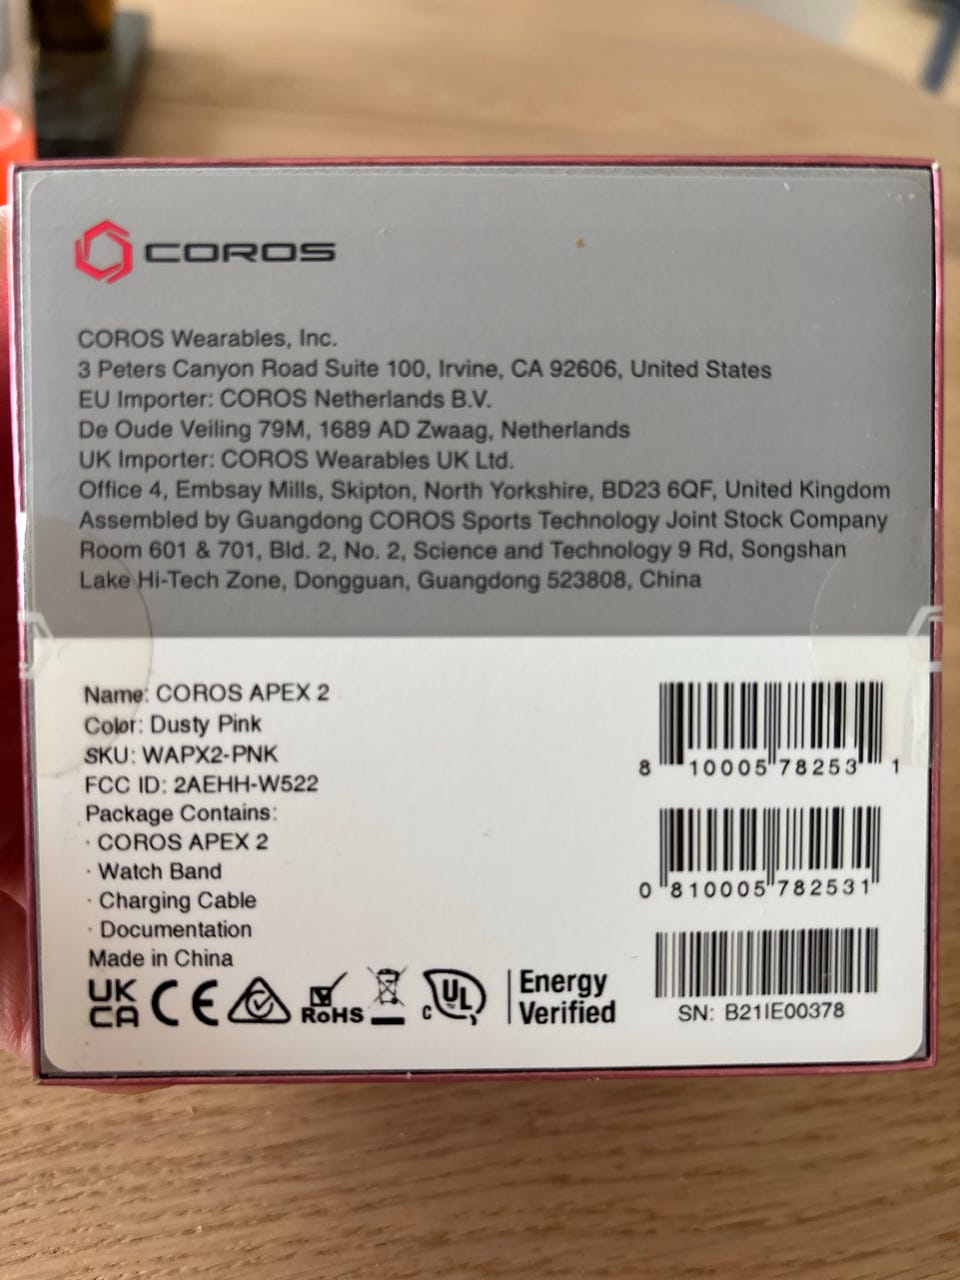 COROS
COROS Wearables, Inc.
3 Peters Canyon Road Suite 100, Irvine, CA 92606, United States
EU Importer: COROS Netherlands B.V.
De Oude Veiling 79M, 1689 AD Zwaag, Netherlands
UK Importer: COROS Wearables UK Ltd.
Office 4, Embsay Mills, Skipton, North Yorkshire, BD23 6QF, United Kingdom
Assembled by Guangdong COROS Sports Technology Joint Stock Company
Room 601 & 701, Bld. 2, No. 2, Science and Technology 9 Rd, Songshan
Lake Hi-Tech Zone, Dongguan, Guangdong 523808, China
Name: COROS APEX 2
Color: Dusty Pink
SKU: WAPX2-PNK
FCC ID: 2AEHH-W522
Package Contains:
· COROS APEX 2
· Watch Band
· Charging Cable
· Documentation
Made in China
UK
CA CE RoHS c UL Energy
Verified
8 10005 78253 1
0 810005 782531
SN: B21IE00378